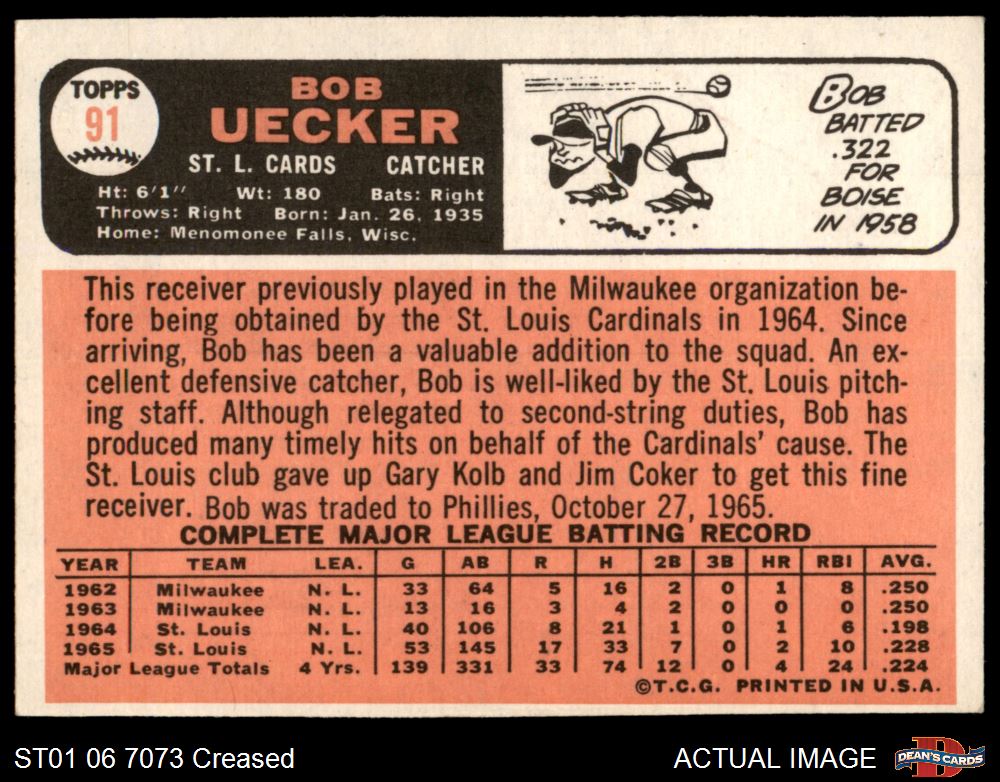 TOPPS
91
BOB
UECKER
ST. L. CARDS CATCHER
Ht: 6'1" Wt: 180 Bats: Right
Throws: Right Born: Jan. 26, 1935
Home: Menomonee Falls, Wisc.
BOB
BATTED
.322
FOR
BOISE
IN 1958
This receiver previously played in the Milwaukee organization be-
fore being obtained by the St. Louis Cardinals in 1964. Since
arriving, Bob has been a valuable addition to the squad. An ex-
cellent defensive catcher, Bob is well-liked by the St. Louis pitch-
ing staff. Although relegated to second-string duties, Bob has
produced many timely hits on behalf of the Cardinals' cause. The
St. Louis club gave up Gary Kolb and Jim Coker to get this fine
receiver. Bob was traded to Phillies, October 27, 1965.
COMPLETE MAJOR LEAGUE BATTING RECORD
YEAR TEAM LEA. G AB R H 2B 3B HR RBI AVG.
1962 Milwaukee N. L. 33 64 5 16 2 0 1 8 .250
1963 Milwaukee N. L. 13 16 3 4 2 0 0 0 .250
1964 St. Louis N. L. 40 106 8 21 1 0 1 6 .198
1965 St. Louis N. L. 53 145 17 33 7 0 2 10 .228
Major League Totals 4 Yrs. 139 331 33 74 12 0 4 24 .224
©T.C.G. PRINTED IN U.S.A.
ST01 06 7073 Creased ACTUAL IMAGE D DEAN'S CARDS